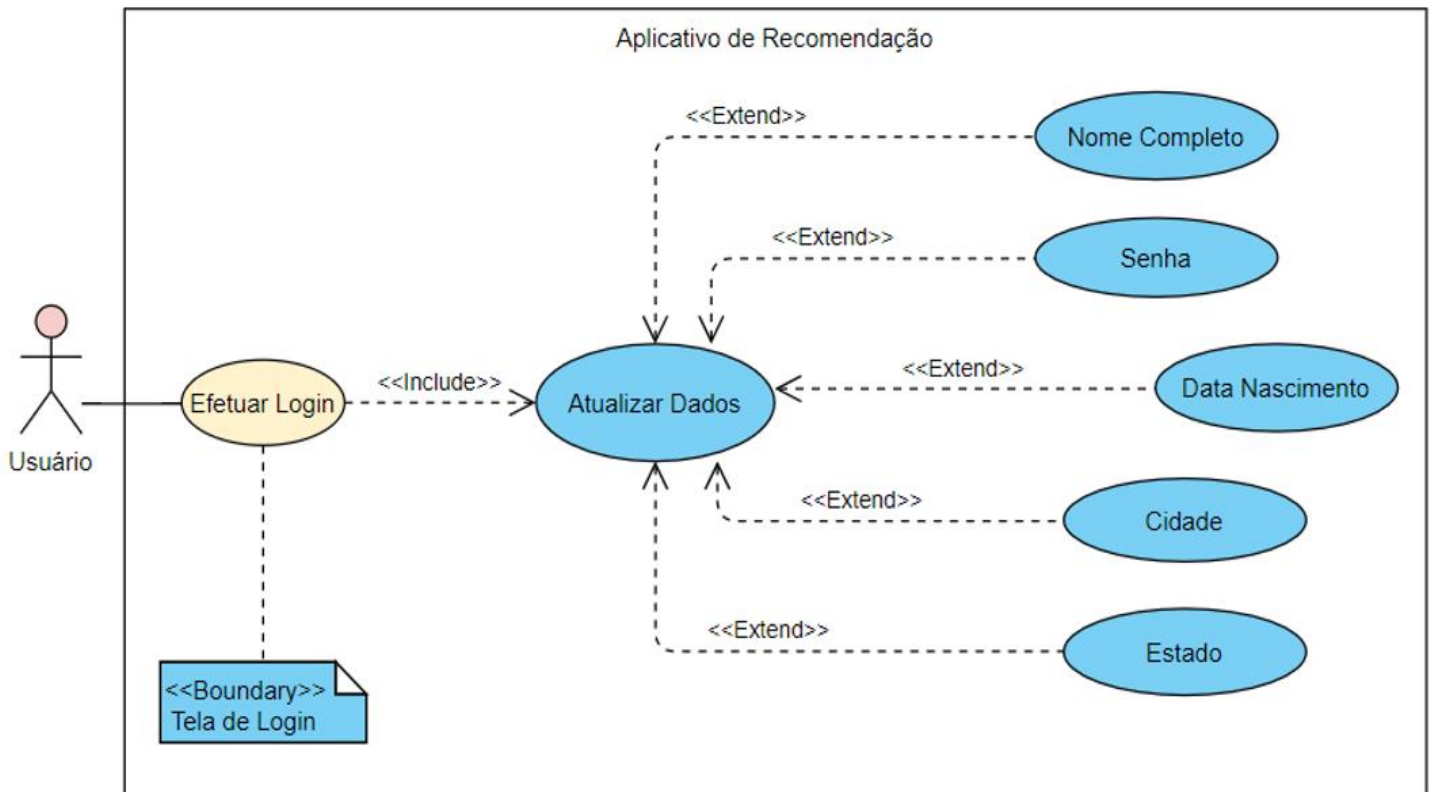 Aplicativo de Recomendação
<<Extend>>
Nome Completo
<<Extend>>
Senha
<<Extend>>
Data Nascimento
<<Include>>
Efetuar Login
Atualizar Dados
Usuário
<<Extend>>
Cidade
<<Extend>>
Estado
<<Boundary>>
Tela de Login